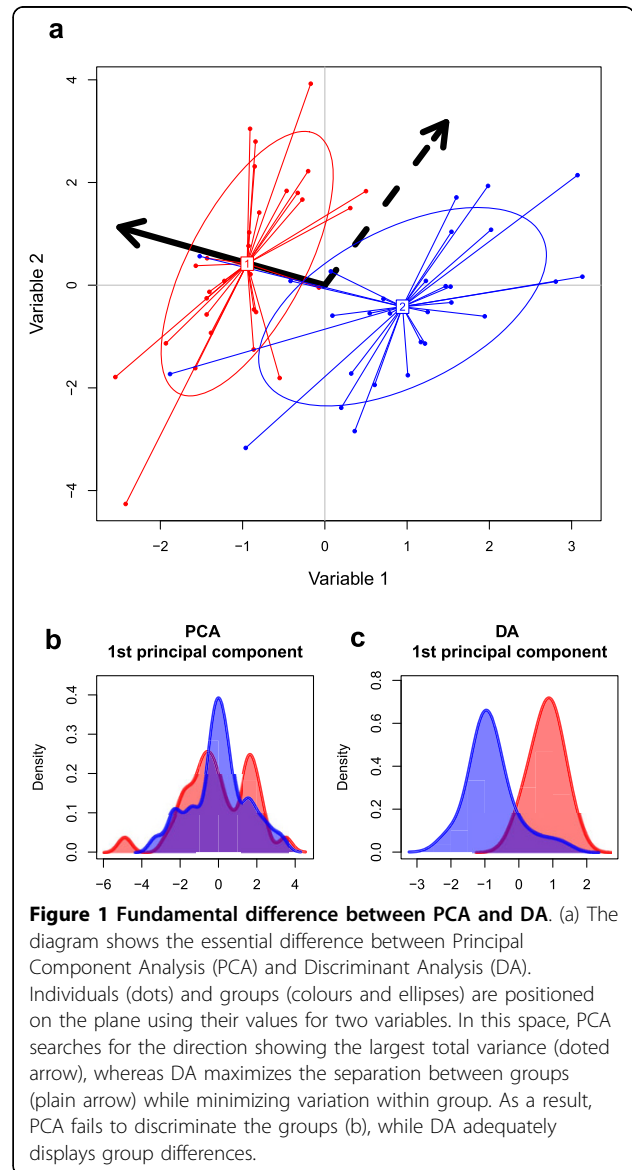 a
4
2
0
−2
−4
Variable 2
1
2
−2 −1 0 1 2 3
Variable 1
b
PCA
1st principal component
0.4
0.3
0.2
0.1
0.0
Density
−6 −4 −2 0 2 4
c
DA
1st principal component
0.8
0.6
0.4
0.2
0.0
Density
−3 −2 −1 0 1 2
Figure 1 Fundamental difference between PCA and DA. (a) The
diagram shows the essential difference between Principal
Component Analysis (PCA) and Discriminant Analysis (DA).
Individuals (dots) and groups (colours and ellipses) are positioned
on the plane using their values for two variables. In this space, PCA
searches for the direction showing the largest total variance (doted
arrow), whereas DA maximizes the separation between groups
(plain arrow) while minimizing variation within group. As a result,
PCA fails to discriminate the groups (b), while DA adequately
displays group differences.